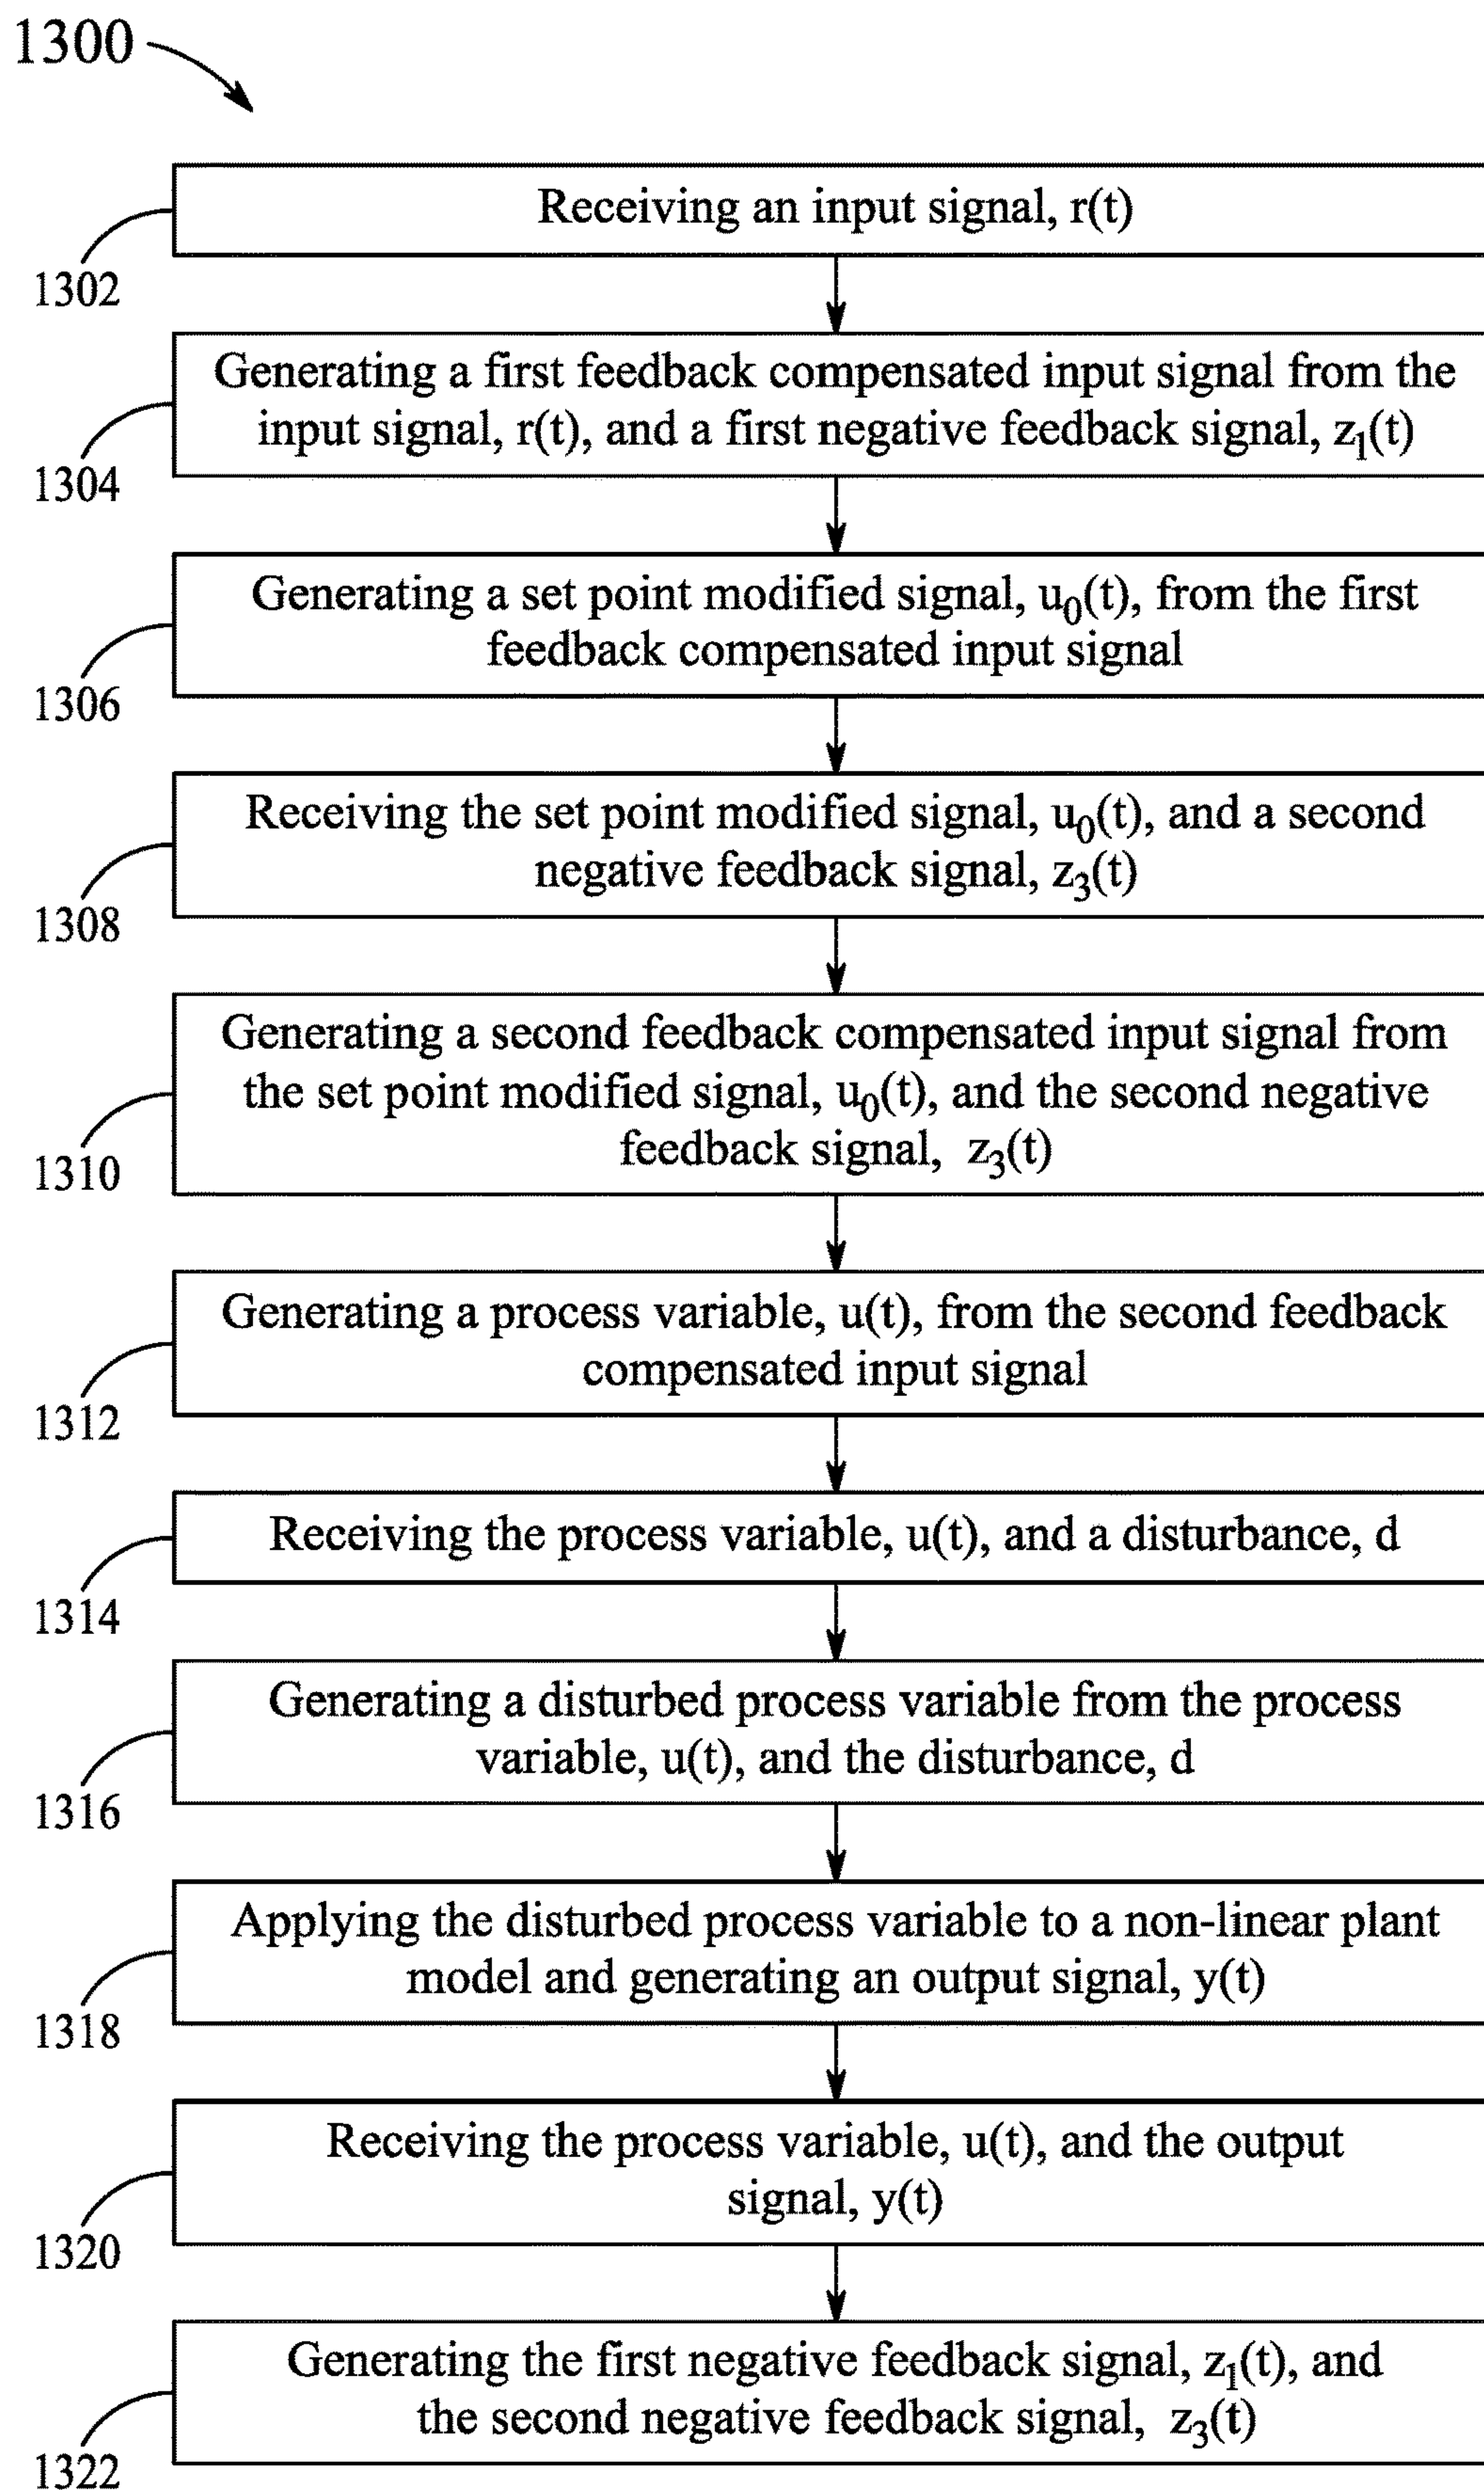 1300
Receiving an input signal, r(t)
1302
Generating a first feedback compensated input signal from the
input signal, r(t), and a first negative feedback signal, z₁(t)
1304
Generating a set point modified signal, u₀(t), from the first
feedback compensated input signal
1306
Receiving the set point modified signal, u₀(t), and a second
negative feedback signal, z₃(t)
1308
Generating a second feedback compensated input signal from
the set point modified signal, u₀(t), and the second negative
feedback signal, z₃(t)
1310
Generating a process variable, u(t), from the second feedback
compensated input signal
1312
Receiving the process variable, u(t), and a disturbance, d
1314
Generating a disturbed process variable from the process
variable, u(t), and the disturbance, d
1316
Applying the disturbed process variable to a non-linear plant
model and generating an output signal, y(t)
1318
Receiving the process variable, u(t), and the output
signal, y(t)
1320
Generating the first negative feedback signal, z₁(t), and
the second negative feedback signal, z₃(t)
1322